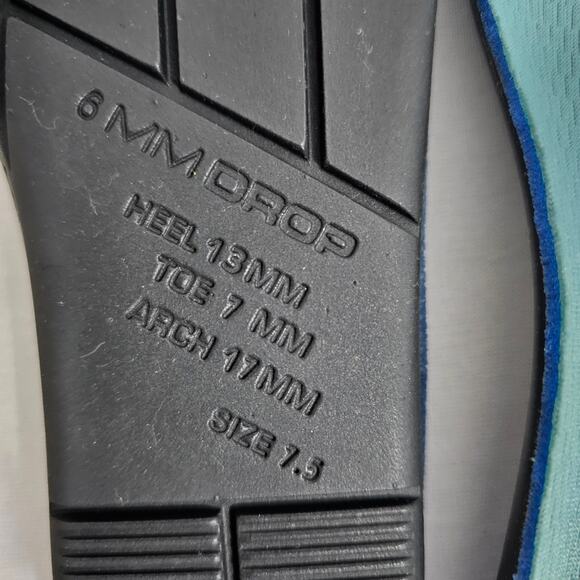 6 MM DROP
HEEL 13MM
TOE 7 MM
ARCH 17MM
SIZE 7.5